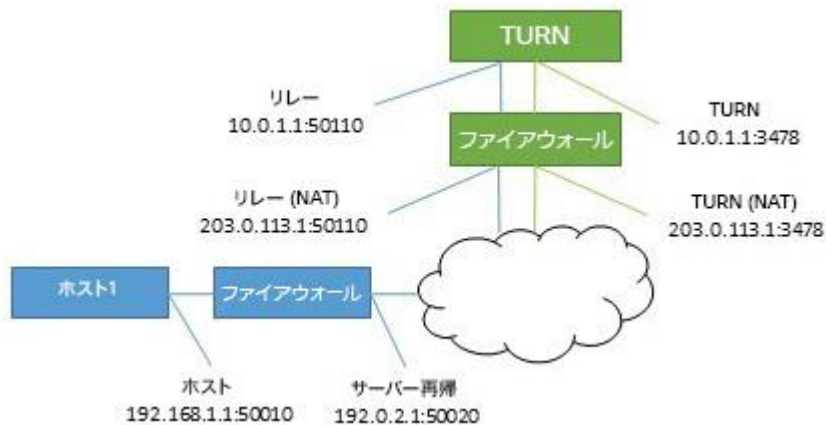 TURN
リレー
10.0.1.1:50110
TURN
10.0.1.1:3478
ファイアウォール
リレー (NAT)
203.0.113.1:50110
TURN (NAT)
203.0.113.1:3478
ホスト1
ファイアウォール
ホスト
192.168.1.1:50010
サーバー再帰
192.0.2.1:50020